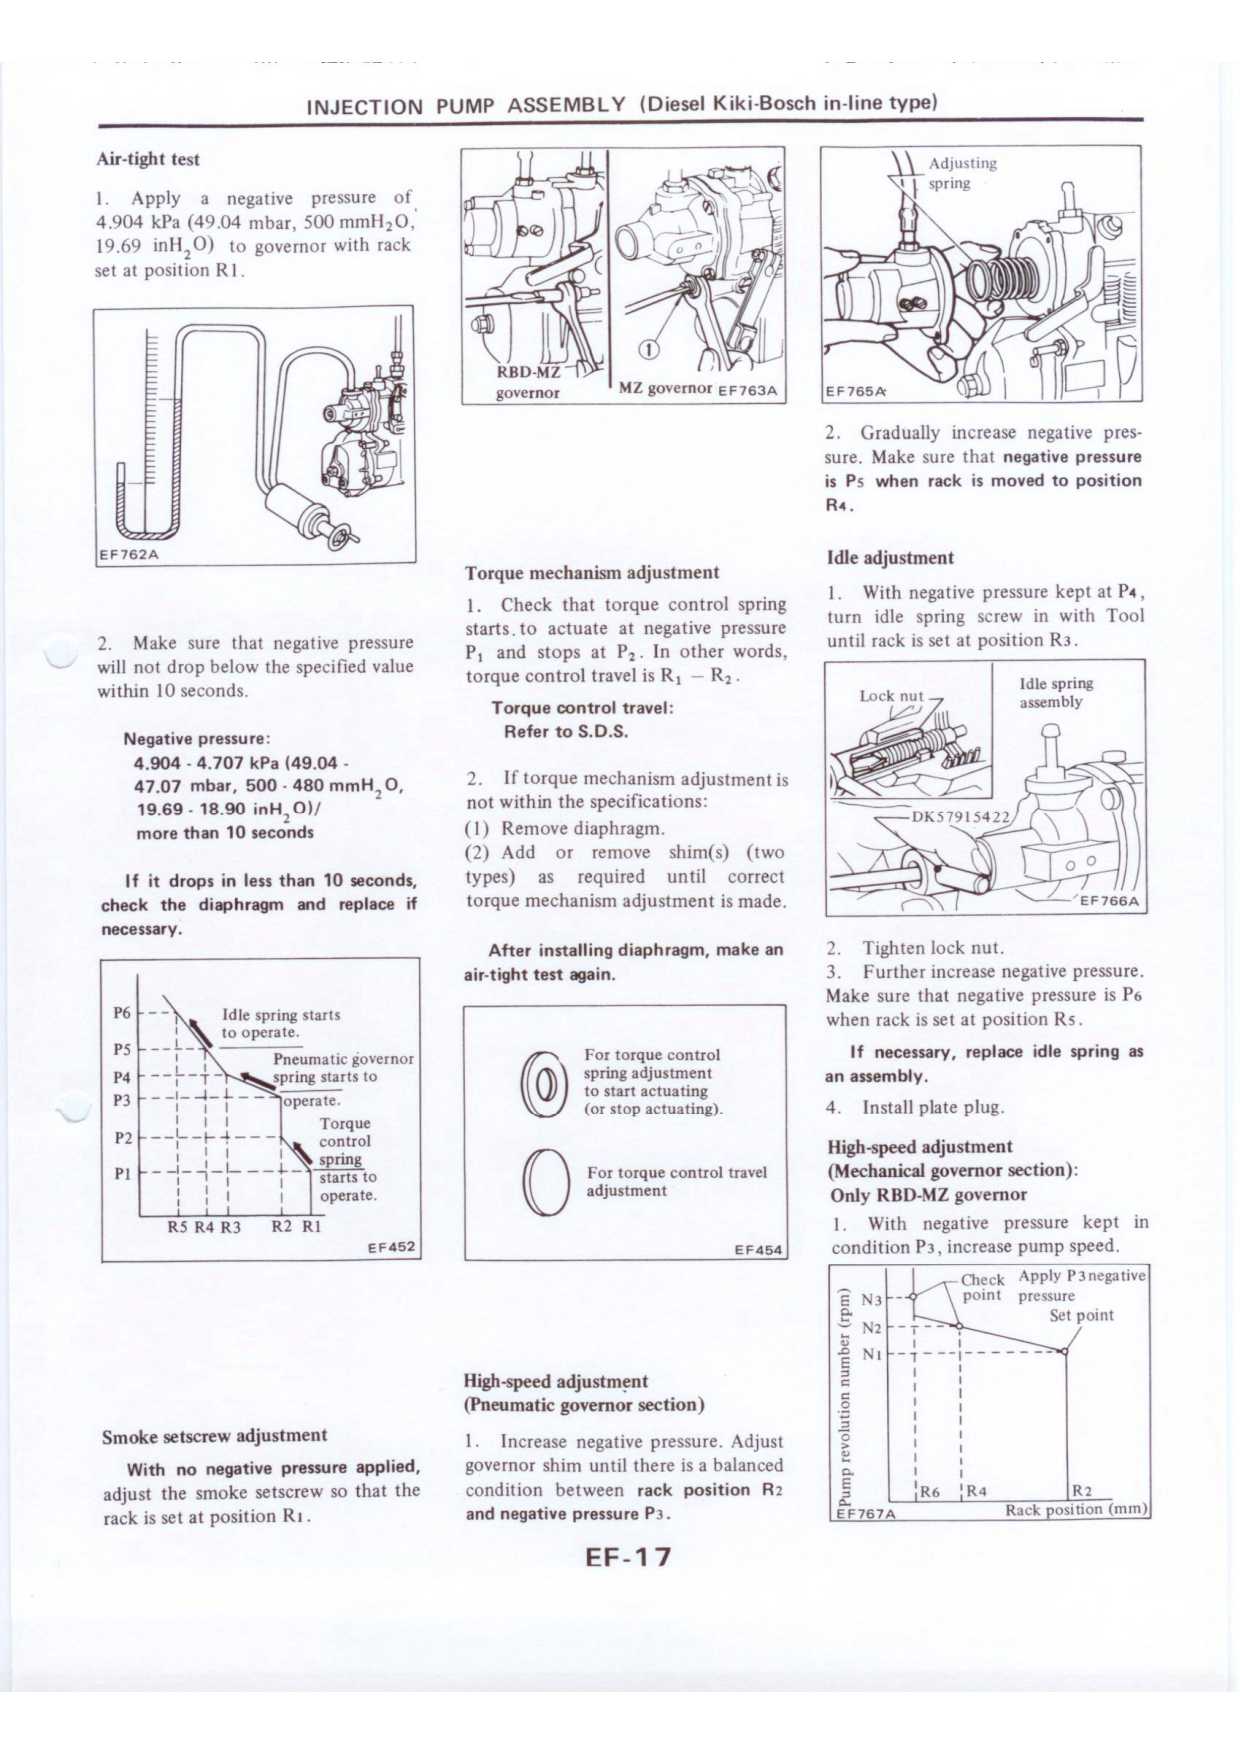 INJECTION PUMP ASSEMBLY (Diesel Kiki-Bosch in-line type)
Air-tight test
1. Apply a negative pressure of
4.904 kPa (49.04 mbar, 500 mmH₂O,
19.69 inH₂O) to governor with rack
set at position R1.
EF762A
2. Make sure that negative pressure
will not drop below the specified value
within 10 seconds.
Negative pressure:
4.904 - 4.707 kPa (49.04 -
47.07 mbar, 500 - 480 mmH₂O,
19.69 - 18.90 inH₂O)/
more than 10 seconds
If it drops in less than 10 seconds,
check the diaphragm and replace if
necessary.
P6
P5
P4
P3
P2
P1
Idle spring starts
to operate.
Pneumatic governor
spring starts to
operate.
Torque
control
spring
starts to
operate.
R5 R4 R3 R2 R1
EF452
Smoke setscrew adjustment
With no negative pressure applied,
adjust the smoke setscrew so that the
rack is set at position R1.
RBD-MZ
governor
1
MZ governor EF763A
Torque mechanism adjustment
1. Check that torque control spring
starts to actuate at negative pressure
P₁ and stops at P₂. In other words,
torque control travel is R₁ – R₂.
Torque control travel:
Refer to S.D.S.
2. If torque mechanism adjustment is
not within the specifications:
(1) Remove diaphragm.
(2) Add or remove shim(s) (two
types) as required until correct
torque mechanism adjustment is made.
After installing diaphragm, make an
air-tight test again.
For torque control
spring adjustment
to start actuating
(or stop actuating).
For torque control travel
adjustment
EF454
High-speed adjustment
(Pneumatic governor section)
1. Increase negative pressure. Adjust
governor shim until there is a balanced
condition between rack position R2
and negative pressure P3.
Adjusting
spring
EF765A
2. Gradually increase negative pres-
sure. Make sure that negative pressure
is P5 when rack is moved to position
R4.
Idle adjustment
1. With negative pressure kept at P4,
turn idle spring screw in with Tool
until rack is set at position R3.
Lock nut
Idle spring
assembly
DK57915422
EF766A
2. Tighten lock nut.
3. Further increase negative pressure.
Make sure that negative pressure is P6
when rack is set at position R5.
If necessary, replace idle spring as
an assembly.
4. Install plate plug.
High-speed adjustment
(Mechanical governor section):
Only RBD-MZ governor
1. With negative pressure kept in
condition P3, increase pump speed.
Pump revolution number (rpm)
N3
N2
N1
Check
point
Apply P3 negative
pressure
Set point
R6 R4 R2
EF767A
Rack position (mm)
EF-17